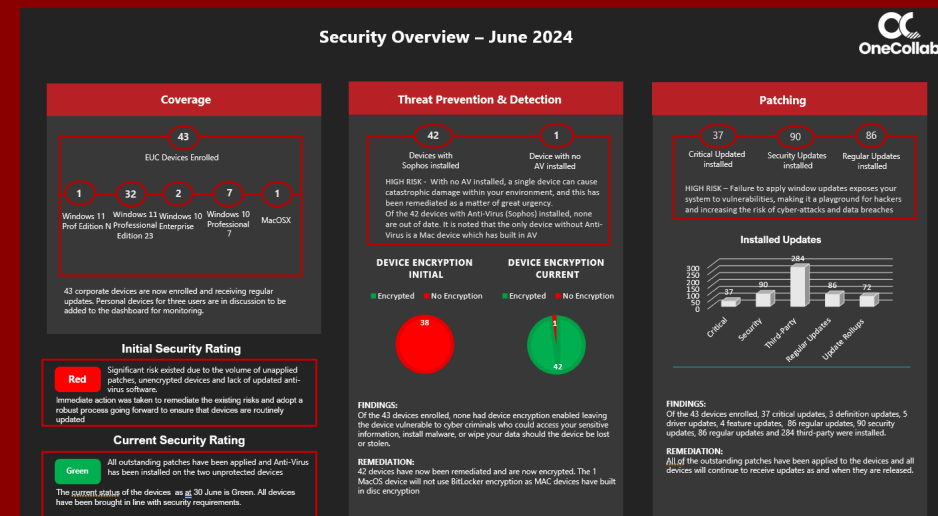 Security Overview – June 2024
OneCollab
Coverage
43
EUC Devices Enrolled
1
32
2
7
1
Windows 11
Prof Edition N
Windows 11
Professional
Edition 23
Windows 10
Enterprise
Windows 10
Professional
7
MacOSX
43 corporate devices are now enrolled and receiving regular
updates. Personal devices for three users are in discussion to be
added to the dashboard for monitoring.
Initial Security Rating
Red
Significant risk existed due to the volume of unapplied
patches, unencrypted devices and lack of updated anti-
virus software.
Immediate action was taken to remediate the existing risks and adopt a
robust process going forward to ensure that devices are routinely
updated
Current Security Rating
Green
All outstanding patches have been applied and Anti-Virus
has been installed on the two unprotected devices
The current status of the devices as at 30 June is Green. All devices
have been brought in line with security requirements.
Threat Prevention & Detection
42
Devices with
Sophos installed
1
Device with no
AV installed
HIGH RISK - With no AV installed, a single device can cause
catastrophic damage within your environment, and this has
been remediated as a matter of great urgency.
Of the 42 devices with Anti-Virus (Sophos) installed, none
are out of date. It is noted that the only device without Anti-
Virus is a Mac device which has built in AV
DEVICE ENCRYPTION
INITIAL
Encrypted
No Encryption
38
DEVICE ENCRYPTION
CURRENT
Encrypted
No Encryption
1
42
FINDINGS:
Of the 43 devices enrolled, none had device encryption enabled leaving
the device vulnerable to cyber criminals who could access your sensitive
information, install malware, or wipe your data should the device be lost
or stolen.
REMEDIATION:
42 devices have now been remediated and are now encrypted. The 1
MacOS device will not use BitLocker encryption as MAC devices have built
in disc encryption
Patching
37
Critical Updated
installed
90
Security Updates
installed
86
Regular Updates
installed
HIGH RISK – Failure to apply window updates exposes your
system to vulnerabilities, making it a playground for hackers
and increasing the risk of cyber-attacks and data breaches
Installed Updates
300
250
200
150
100
50
0
37
90
284
86
72
Critical
Security
Third-Party
Regular Updates
Update Rollups
FINDINGS:
Of the 43 devices enrolled, 37 critical updates, 3 definition updates, 5
driver updates, 4 feature updates, 86 regular updates, 90 security
updates, 86 regular updates and 284 third-party were installed.
REMEDIATION:
All of the outstanding patches have been applied to the devices and all
devices will continue to receive updates as and when they are released.